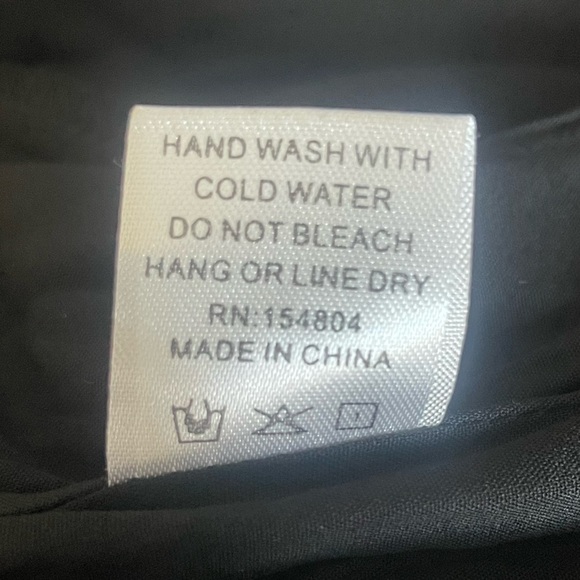 HAND WASH WITH
COLD WATER
DO NOT BLEACH
HANG OR LINE DRY
RN:154804
MADE IN CHINA